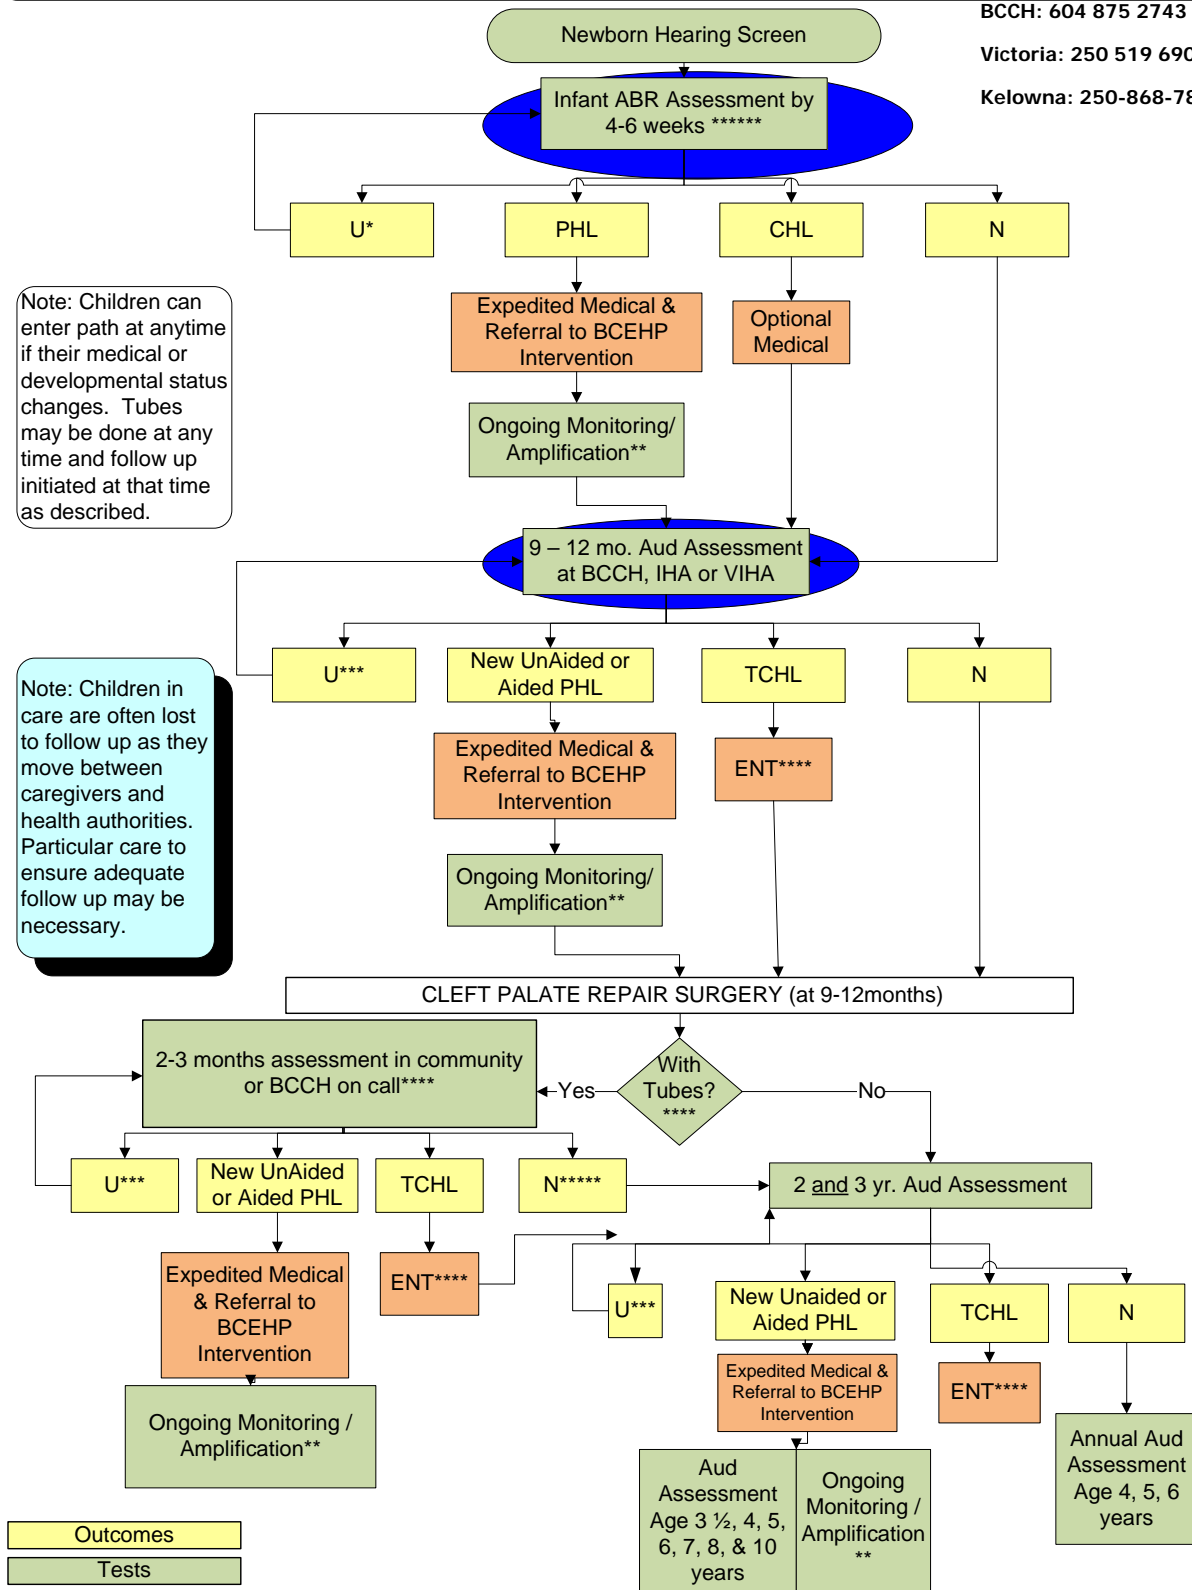 BCCH: 604 875 2743
Newborn Hearing Screen
Victoria: 250 519 690
Infant ABR Assessment by
4-6 weeks ******
Kelowna: 250-868-78
U*
PHL
CHL
N
Note: Children can
enter path at anytime
if their medical or
developmental status
changes. Tubes
may be done at any
time and follow up
initiated at that time
as described.
Expedited Medical &
Referral to BCEHP
Intervention
Optional
Medical
Ongoing Monitoring/
Amplification**
9 – 12 mo. Aud Assessment
at BCCH, IHA or VIHA
U***
New UnAided or
Aided PHL
TCHL
N
Note: Children in
care are often lost
to follow up as they
move between
caregivers and
health authorities.
Particular care to
ensure adequate
follow up may be
necessary.
Expedited Medical &
Referral to BCEHP
Intervention
ENT****
Ongoing Monitoring/
Amplification**
CLEFT PALATE REPAIR SURGERY (at 9-12months)
2-3 months assessment in community
or BCCH on call****
Yes
With
Tubes?
****
No
U***
New UnAided
or Aided PHL
TCHL
N*****
2 and 3 yr. Aud Assessment
Expedited Medical
& Referral to
BCEHP
Intervention
ENT****
U***
New Unaided or
Aided PHL
TCHL
N
Expedited Medical &
Referral to BCEHP
Intervention
ENT****
Ongoing Monitoring /
Amplification**
Annual Aud
Assessment
Age 4, 5, 6
years
Aud
Assessment
Age 3 ½, 4, 5,
6, 7, 8, & 10
years
Ongoing
Monitoring /
Amplification
**
Outcomes
Tests